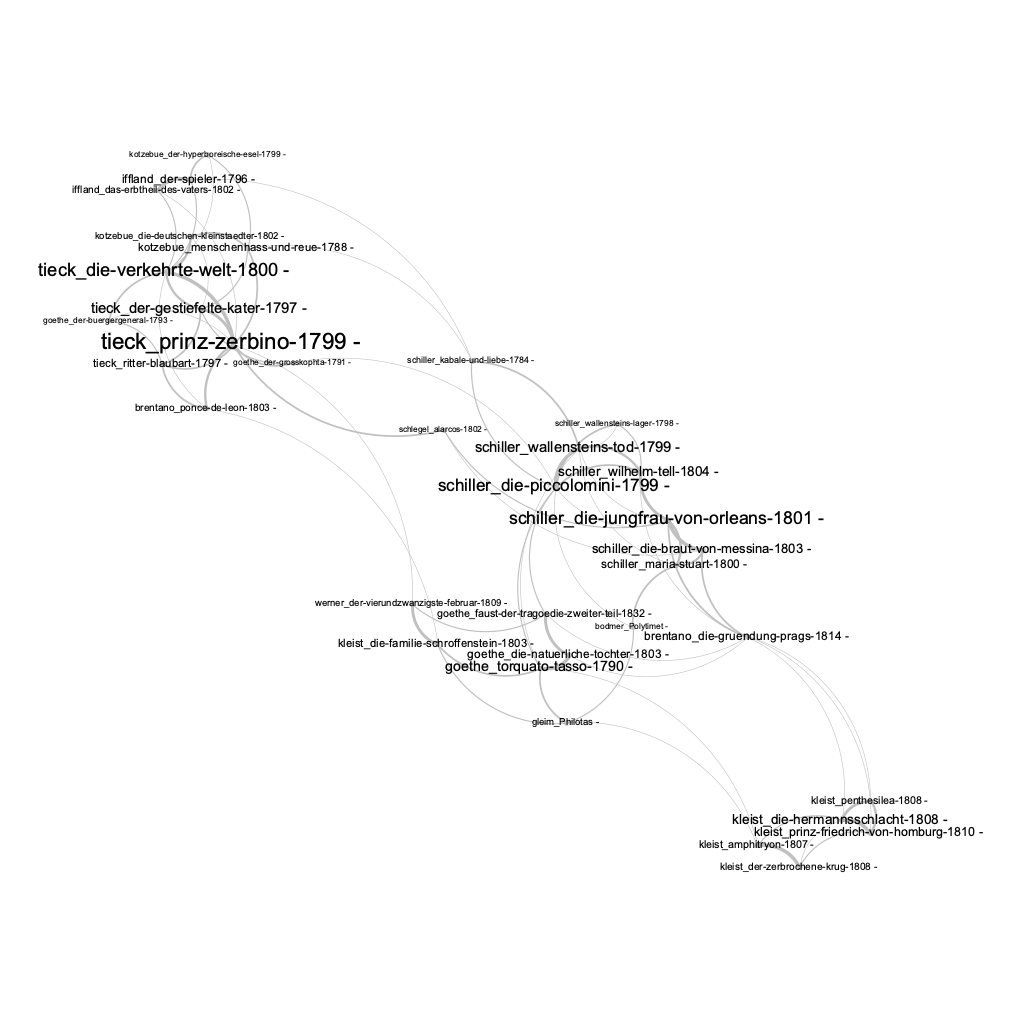 kotzebue_der-hyperboreische-esel-1799 -
iffland_der-spieler-1796 -
iffland_das-erbtheil-des-vaters-1802 -
kotzebue_die-deutschen-kleinstaedter-1802 -
kotzebue_menschenhass-und-reue-1788 -
tieck_die-verkehrte-welt-1800 -
tieck_der-gestiefelte-kater-1797 -
goethe_der-buergergeneral-1793 -
tieck_prinz-zerbino-1799 -
tieck_ritter-blaubart-1797 -
goethe_der-grosskophta-1791 -
schiller_kabale-und-liebe-1784 -
brentano_ponce-de-leon-1803 -
schlegel_alarcos-1802 -
schiller_wallensteins-lager-1798 -
schiller_wallensteins-tod-1799 -
schiller_wilhelm-tell-1804 -
schiller_die-piccolomini-1799 -
schiller_die-jungfrau-von-orleans-1801 -
schiller_die-braut-von-messina-1803 -
schiller_maria-stuart-1800 -
werner_der-vierundzwanzigste-februar-1809 -
goethe_faust-der-tragoedie-zweiter-teil-1832 -
bodmer_Polytimet -
brentano_die-gruendung-prags-1814 -
kleist_die-familie-schroffenstein-1803 -
goethe_die-natuerliche-tochter-1803 -
goethe_torquato-tasso-1790 -
gleim_Philotas -
kleist_penthesilea-1808 -
kleist_die-hermannsschlacht-1808 -
kleist_prinz-friedrich-von-homburg-1810 -
kleist_amphitryon-1807 -
kleist_der-zerbrochene-krug-1808 -